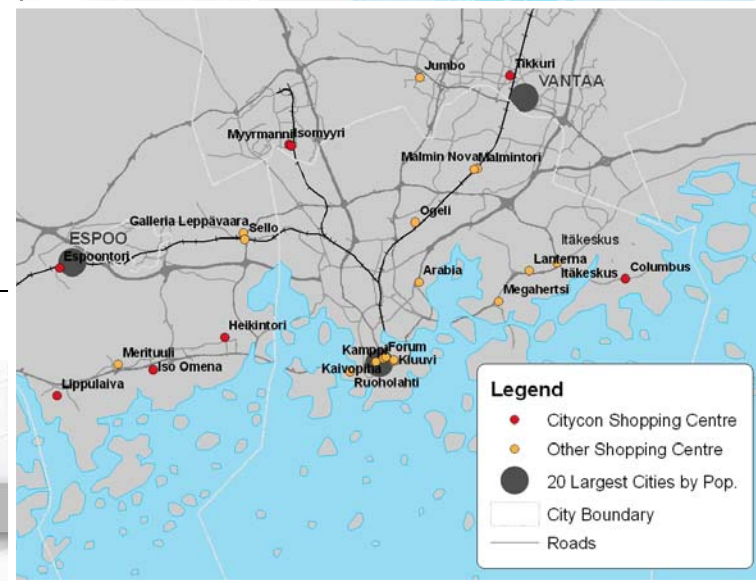 Jumbo
Tikkuri
VANTAA
Myyrmanni
Isomyyri
Malmin Nova
Malmintori
Galleria Leppävaara
Sello
Ogeli
ESPOO
Espoontori
Itäkeskus
Lanterna
Itäkeskus
Columbus
Arabia
Megahertsi
Heikintori
Merituuli
Iso Omena
Lippulaiva
Kamppi
Forum
Kluuvi
Kaivopiha
Ruoholahti
Legend
Citycon Shopping Centre
Other Shopping Centre
20 Largest Cities by Pop.
City Boundary
Roads